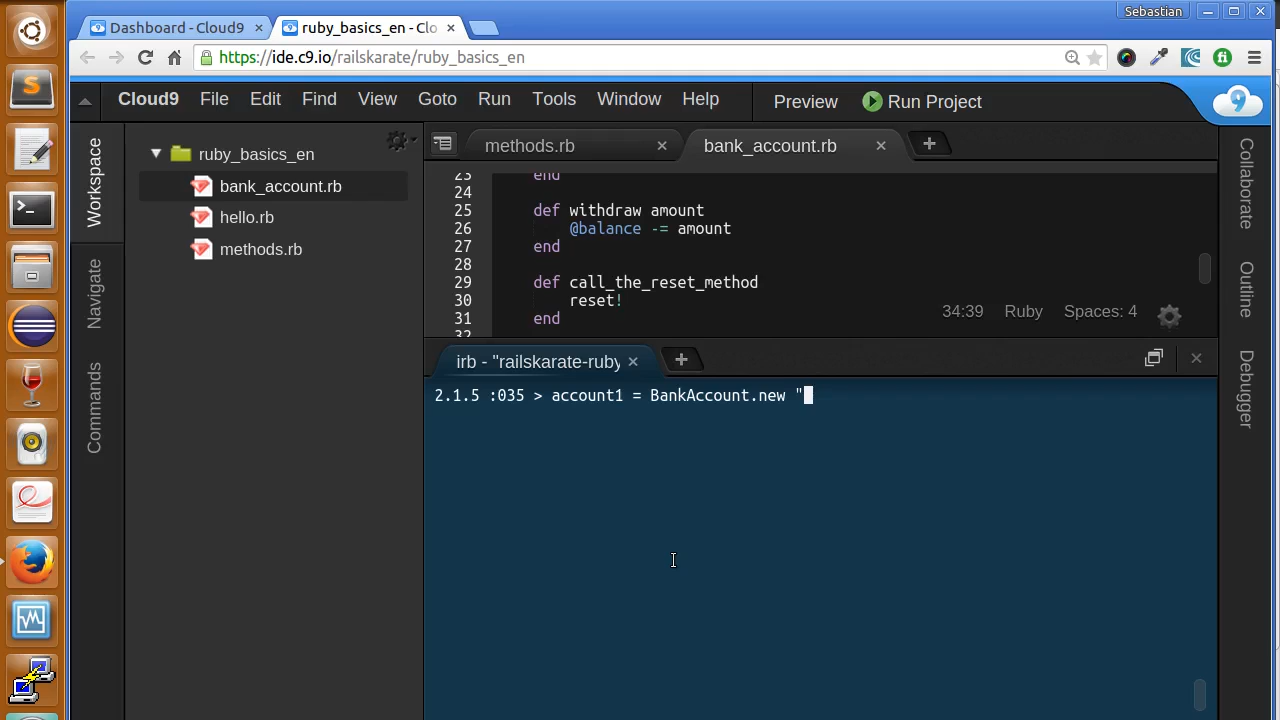 Sebastian
Dashboard - Cloud9
ruby_basics_en - Clo
https://ide.c9.io/railskarate/ruby_basics_en
Cloud9 File Edit Find View Goto Run Tools Window Help Preview Run Project
Workspace
Navigate
Commands
ruby_basics_en
bank_account.rb
hello.rb
methods.rb
methods.rb
bank_account.rb
23 end
24
25 def withdraw amount
26 @balance -= amount
27 end
28
29 def call_the_reset_method
30 reset!
31 end
32
34:39 Ruby Spaces: 4
irb - "railskarate-ruby
2.1.5 :035 > account1 = BankAccount.new "
Collaborate
Outline
Debugger